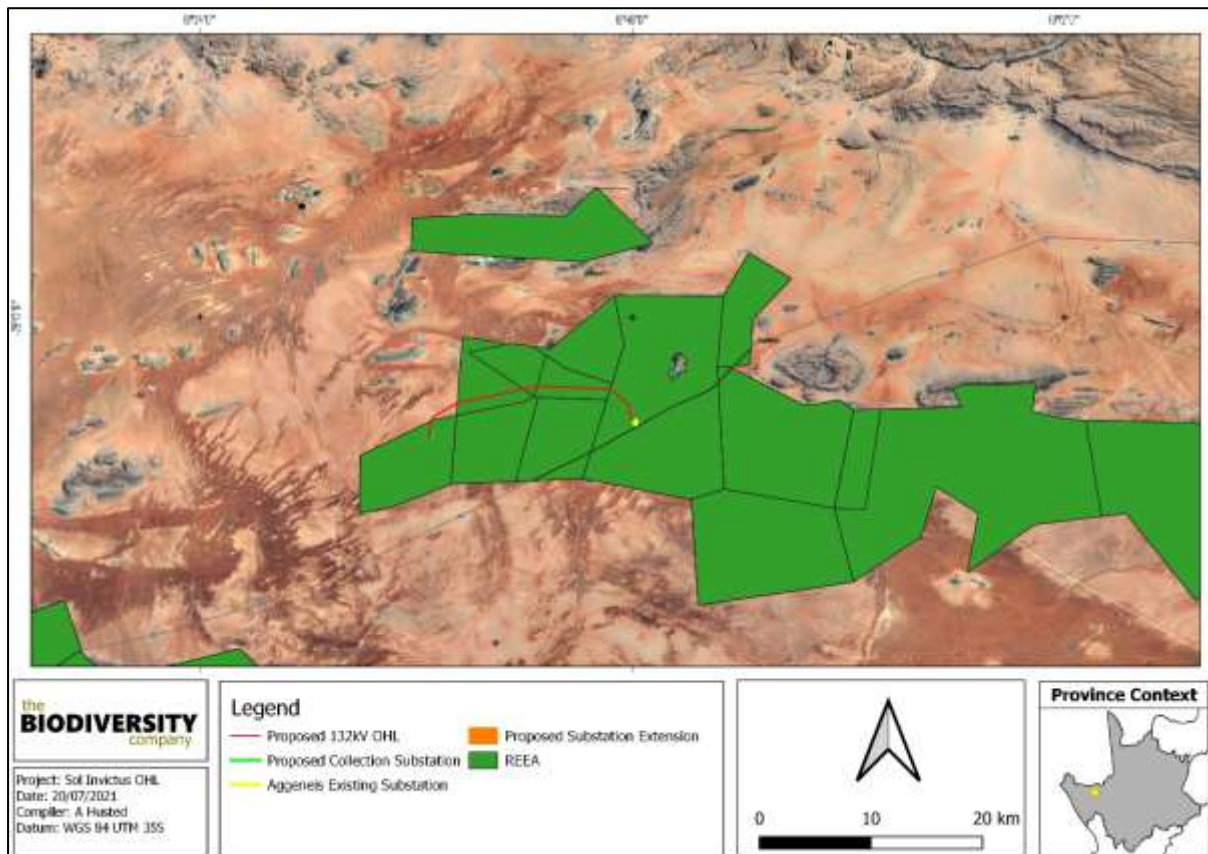 the
BIODIVERSITY
company
Project: Sol Invictus OHL
Date: 20/07/2021
Compiler: A Husted
Datum: WGS 84 UTM 35S
Legend
Proposed 132kV OHL
Proposed Collection Substation
Aggeneis Existing Substation
Proposed Substation Extension
REEA
0 10 20 km
Province Context